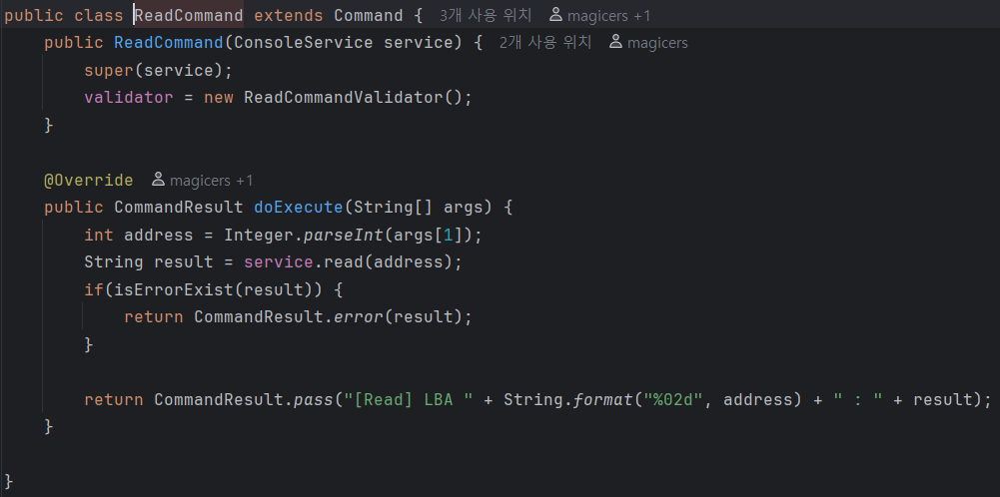 public class ReadCommand extends Command { 3개 사용 위치 magicers +1
    public ReadCommand(ConsoleService service) { 2개 사용 위치 magicers
        super(service);
        validator = new ReadCommandValidator();
    }
    @Override magicers +1
    public CommandResult doExecute(String[] args) {
        int address = Integer.parseInt(args[1]);
        String result = service.read(address);
        if(isErrorExist(result)) {
            return CommandResult.error(result);
        }
        return CommandResult.pass("[Read] LBA " + String.format("%02d", address) + " : " + result);
    }
}